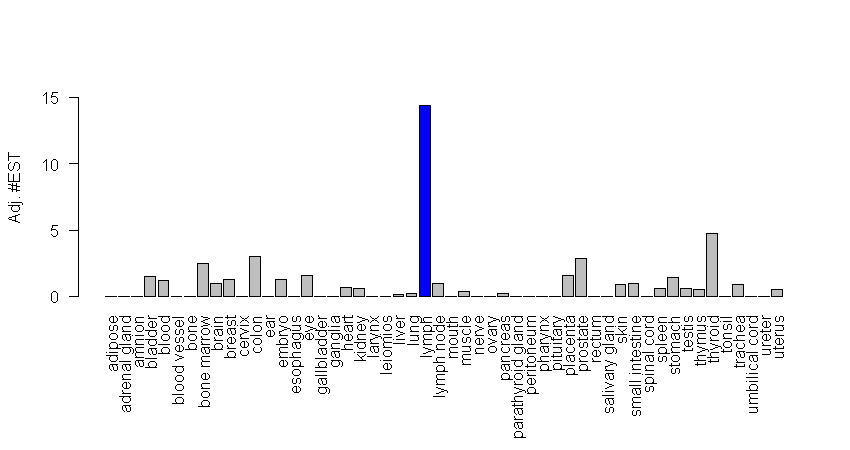 Adj. #EST
15
10
5
0
adipose
adrenal gland
amnion
bladder
blood
blood vessel
bone
bone marrow
brain
breast
cervix
colon
ear
embryo
esophagus
eye
gallbladder
ganglia
heart
kidney
larynx
leiomios
liver
lung
lymph
lymph node
mouth
muscle
nerve
ovary
pancreas
parathyroid gland
peritoneum
pharynx
pituitary
placenta
prostate
rectum
salivary gland
skin
small intestine
spinal cord
spleen
stomach
testis
thymus
thyroid
tonsil
trachea
umbilical cord
ureter
uterus